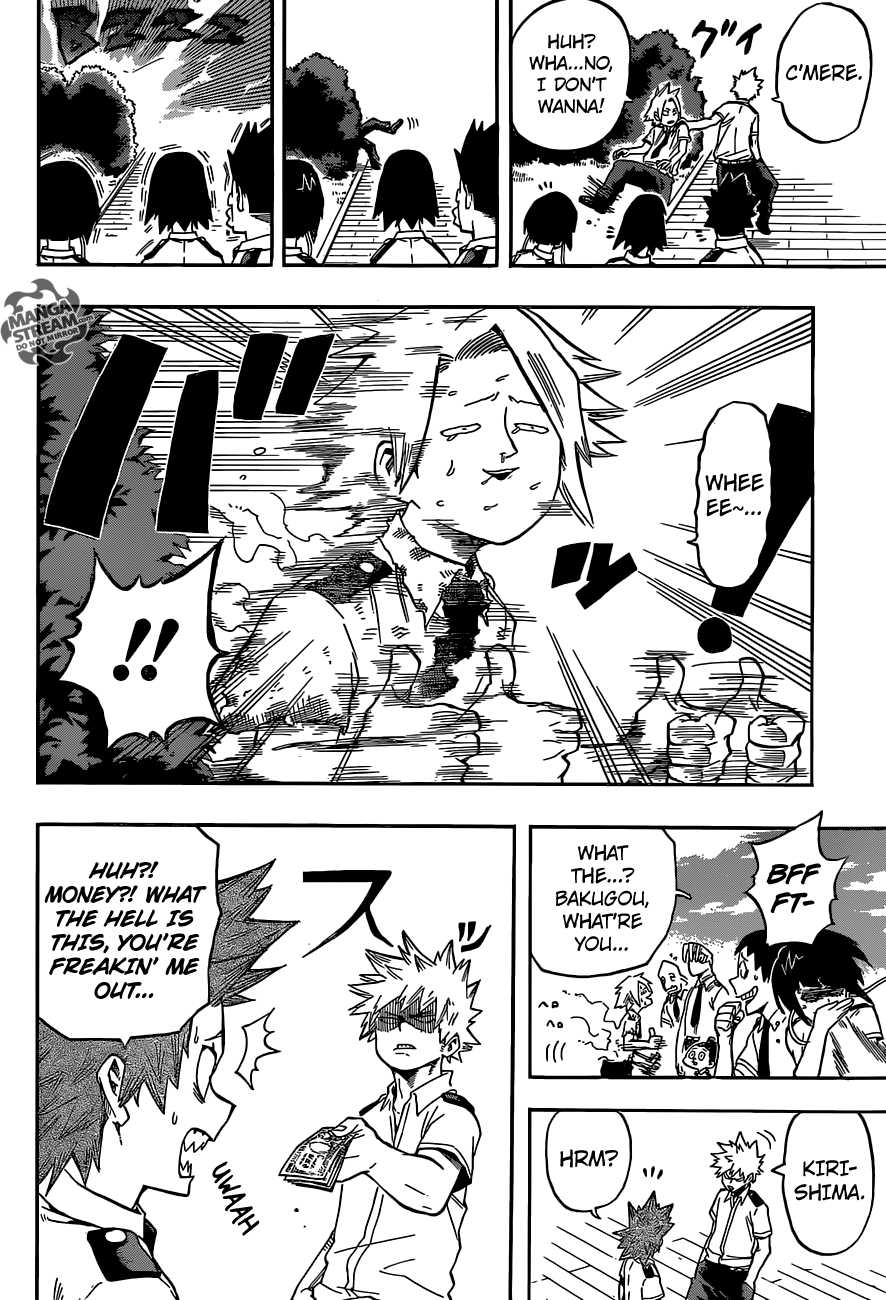 C'MERE.
グイ
HUH?
WHA...NO,
I DON'T
WANNA!
BZZZ
MANGA
STREAM.com
DO NOT MIRROR
WHEE
EE~...
!
バッ
!!
BFF
FT-
WHAT
THE...?
BAKUGOU,
WHAT'RE
YOU...
KIRI-
SHIMA.
HRM?
スッ
HUH?!
MONEY?! WHAT
THE HELL IS
THIS, YOU'RE
FREAKIN' ME
OUT...
UWAAH